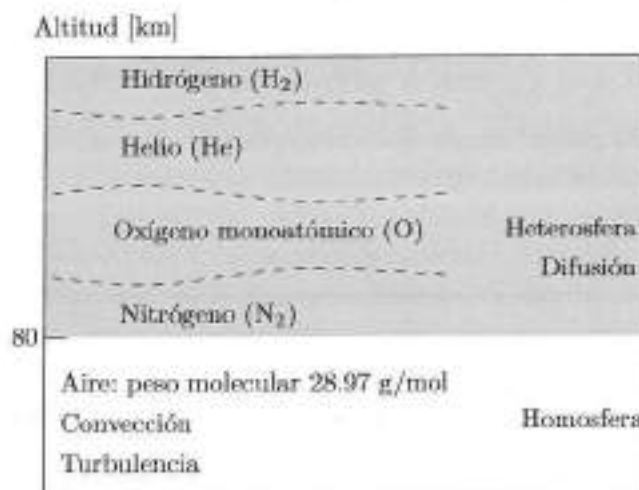 Altitud [km]
Hidrógeno (H₂)
Helio (He)
Oxígeno monoatómico (O)
Heterosfera
Difusión
Nitrógeno (N₂)
80
Aire: peso molecular 28.97 g/mol
Convección
Homosfera
Turbulencia